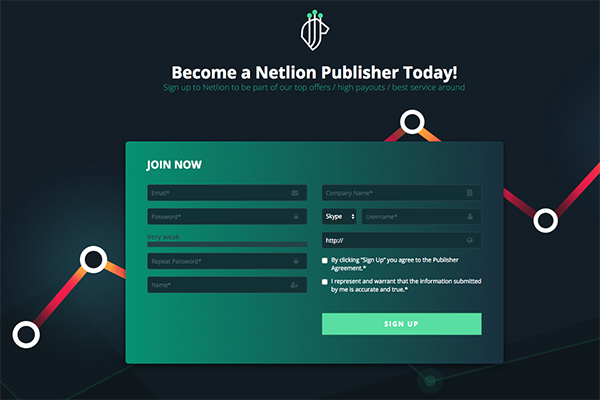 Become a Netlion Publisher Today!
Sign up to Netlion to be part of our top offers / high payouts / best service around
JOIN NOW
Email*
Password*
Very weak
Repeat Password*
Name*
Company Name*
Skype
Username*
http://
By clicking "Sign Up" you agree to the Publisher
Agreement.*
I represent and warrant that the information submitted
by me is accurate and true.*
SIGN UP